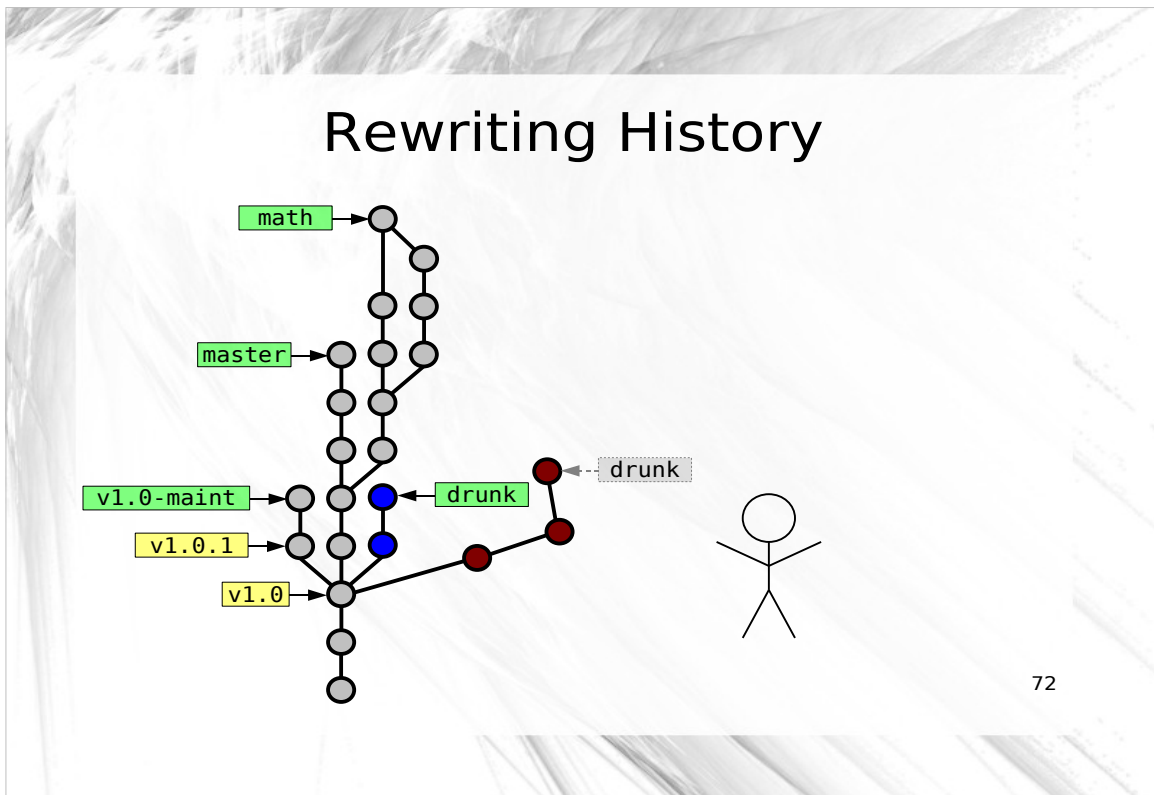 Rewriting History
math
master
drunk
v1.0-maint
drunk
v1.0.1
v1.0
72